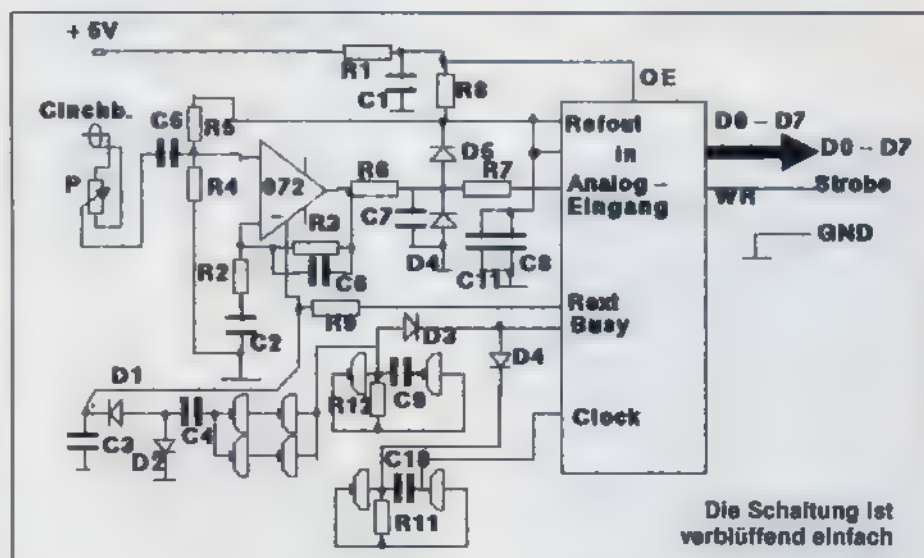 + 5V
R1
C1
R8
OE
Cinchb.
P
C5
R5
R4
872
R6
D5
R7
Refout
in
Analog –
Eingang
D0 – D7
D0 – D7
WR
Strobe
GND
R3
C7
D4
C11
C8
R2
C6
C2
R9
Rext
Busy
D3
D4
D1
C3
D2
C4
R12
C9
Clock
C10
R11
Die Schaltung ist
verblüffend einfach